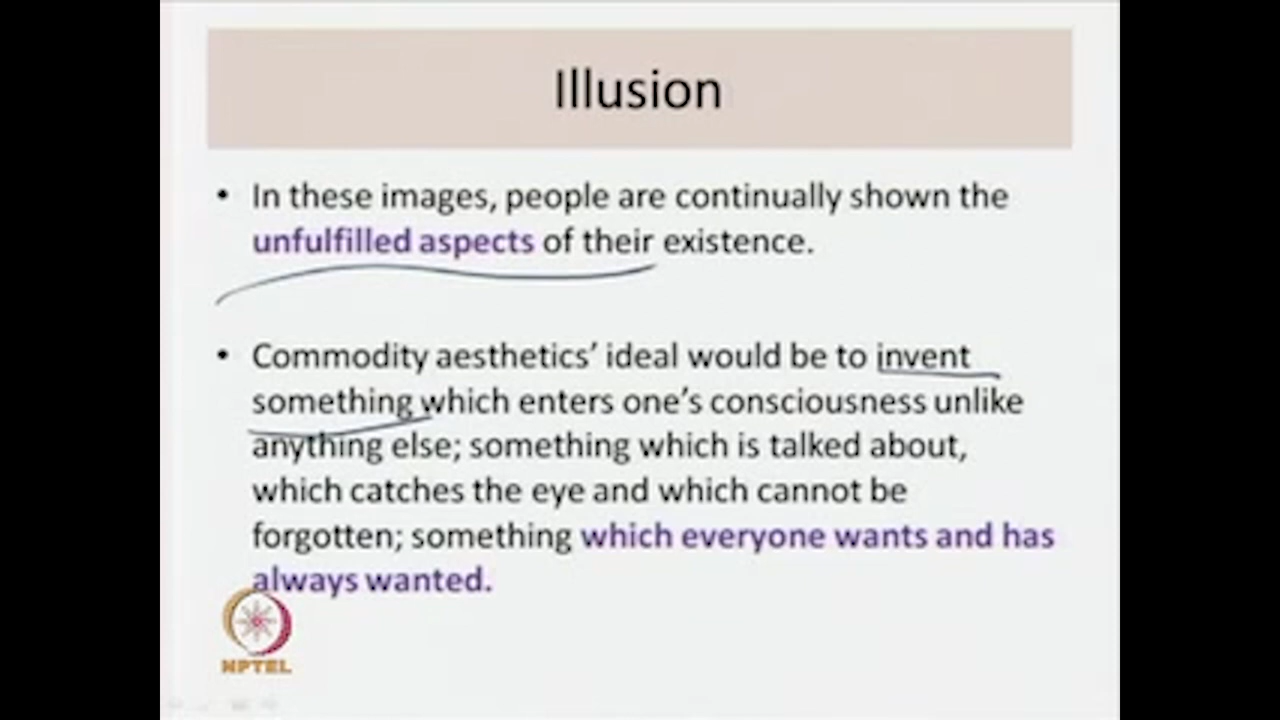 Illusion
• In these images, people are continually shown the
unfulfilled aspects of their existence.
• Commodity aesthetics’ ideal would be to invent
something which enters one’s consciousness unlike
anything else; something which is talked about,
which catches the eye and which cannot be
forgotten; something which everyone wants and has
always wanted.
NPTEL